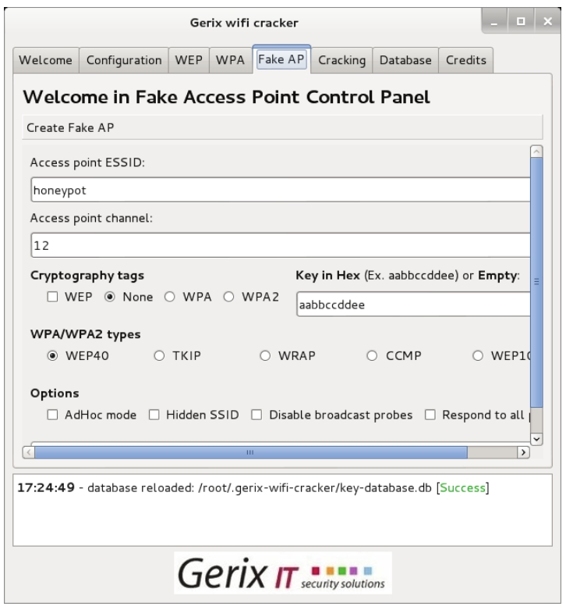 Gerix wifi cracker
Welcome Configuration WEP WPA Fake AP Cracking Database Credits
Welcome in Fake Access Point Control Panel
Create Fake AP
Access point ESSID:
honeypot
Access point channel:
12
Cryptography tags Key in Hex (Ex. aabbccddee) or Empty:
WEP None WPA WPA2
aabbccddee
WPA/WPA2 types
WEP40 TKIP WRAP CCMP WEP10
Options
AdHoc mode Hidden SSID Disable broadcast probes Respond to all
17:24:49 - database reloaded: /root/.gerix-wifi-cracker/key-database.db [Success]
Gerix IT security solutions